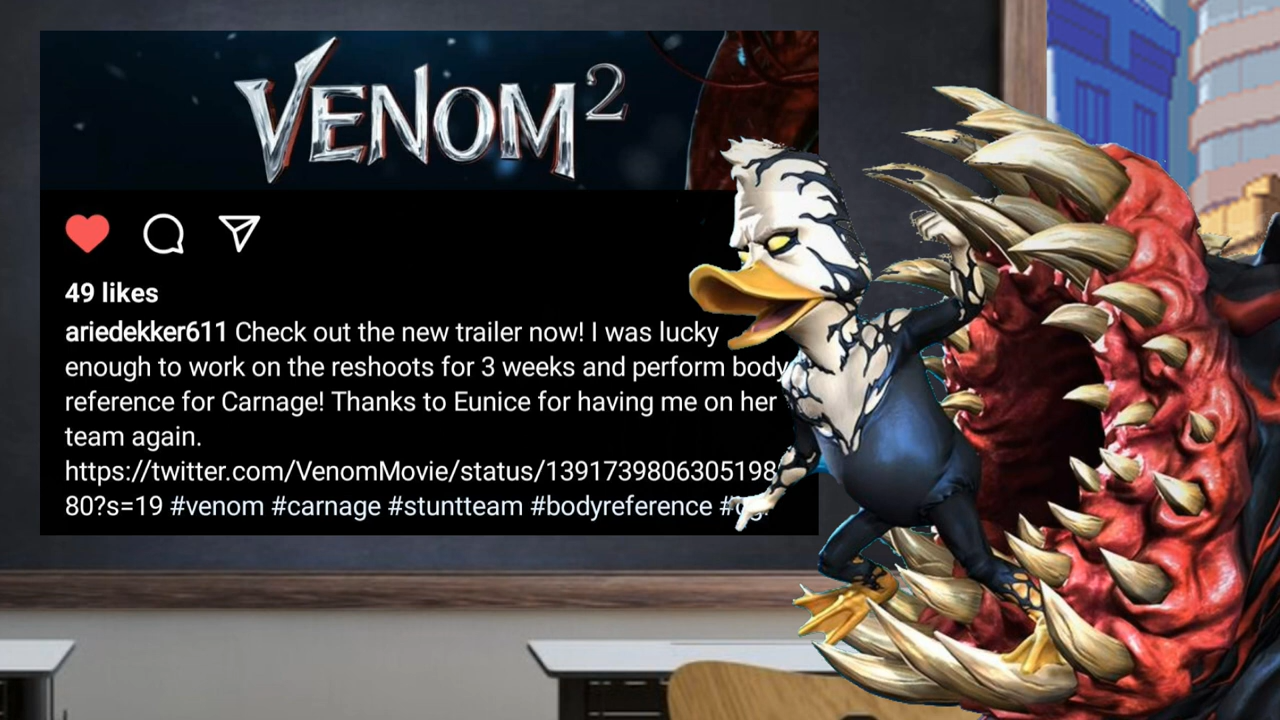 VENOM2
49 likes
ariedekker611 Check out the new trailer now! I was lucky
enough to work on the reshoots for 3 weeks and perform body
reference for Carnage! Thanks to Eunice for having me on her
team again.
https://twitter.com/VenomMovie/status/1391739806305198
80?s=19 #venom #carnage #stuntteam #bodyreference